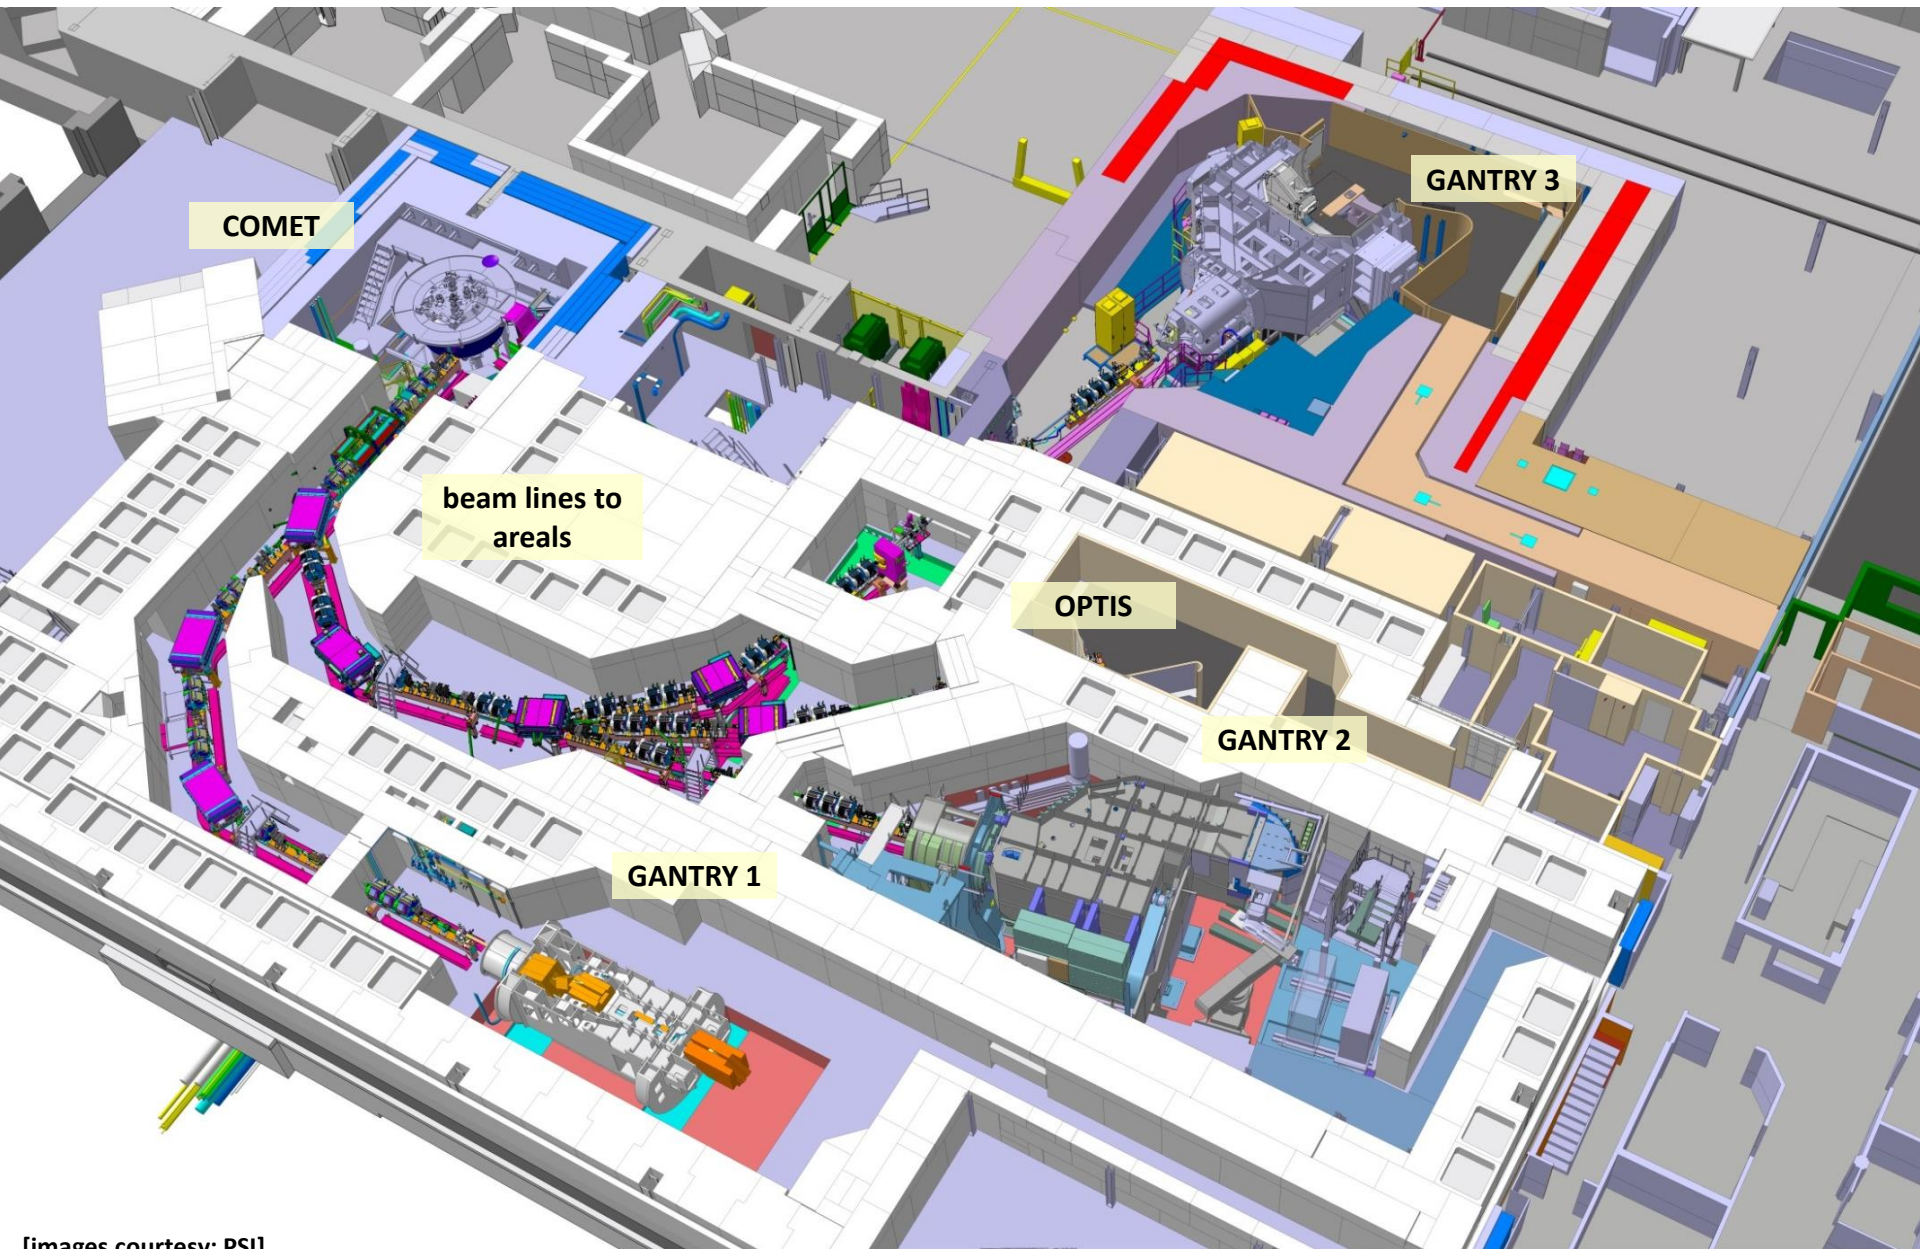 GANTRY 3
COMET
beam lines to
areals
OPTIS
GANTRY 2
GANTRY 1
[images courtesy: PSI]